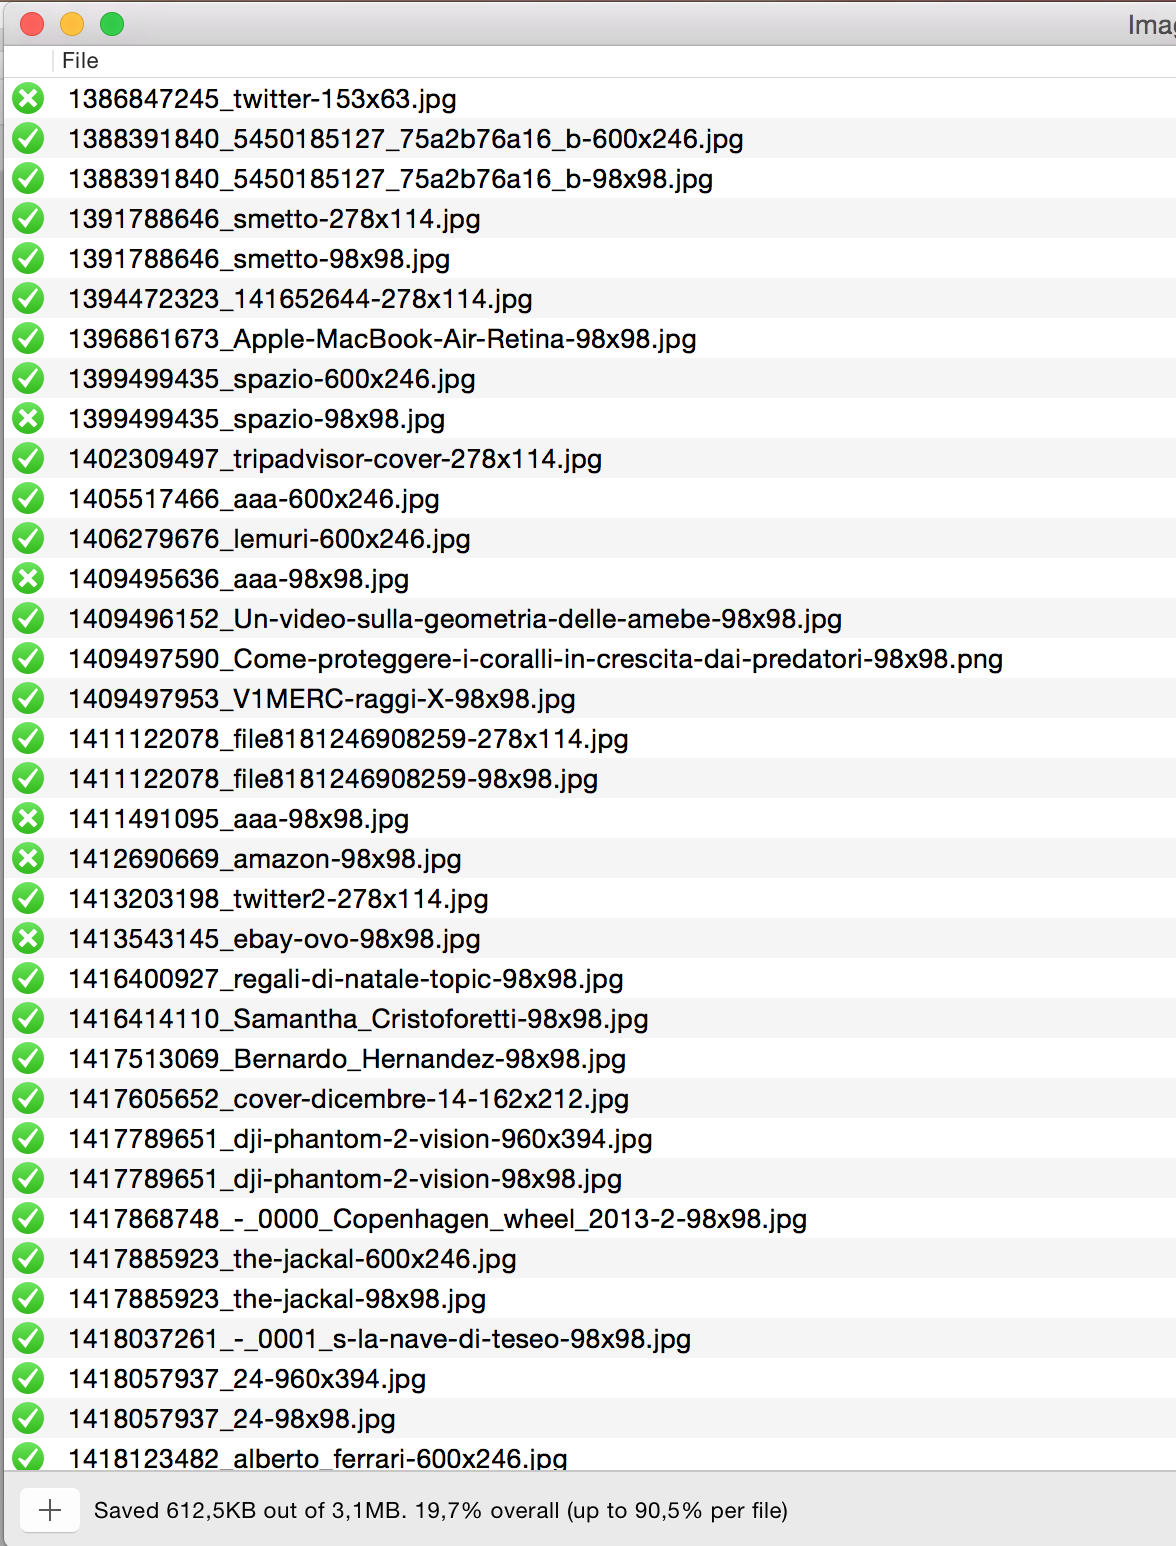 Imag
File
1386847245_twitter-153x63.jpg
1388391840_5450185127_75a2b76a16_b-600x246.jpg
1388391840_5450185127_75a2b76a16_b-98x98.jpg
1391788646_smetto-278x114.jpg
1391788646_smetto-98x98.jpg
1394472323_141652644-278x114.jpg
1396861673_Apple-MacBook-Air-Retina-98x98.jpg
1399499435_spazio-600x246.jpg
1399499435_spazio-98x98.jpg
1402309497_tripadvisor-cover-278x114.jpg
1405517466_aaa-600x246.jpg
1406279676_lemuri-600x246.jpg
1409495636_aaa-98x98.jpg
1409496152_Un-video-sulla-geometria-delle-amebe-98x98.jpg
1409497590_Come-proteggere-i-coralli-in-crescita-dai-predatori-98x98.png
1409497953_V1MERC-raggi-X-98x98.jpg
1411122078_file8181246908259-278x114.jpg
1411122078_file8181246908259-98x98.jpg
1411491095_aaa-98x98.jpg
1412690669_amazon-98x98.jpg
1413203198_twitter2-278x114.jpg
1413543145_ebay-ovo-98x98.jpg
1416400927_regali-di-natale-topic-98x98.jpg
1416414110_Samantha_Cristoforetti-98x98.jpg
1417513069_Bernardo_Hernandez-98x98.jpg
1417605652_cover-dicembre-14-162x212.jpg
1417789651_dji-phantom-2-vision-960x394.jpg
1417789651_dji-phantom-2-vision-98x98.jpg
1417868748_-_0000_Copenhagen_wheel_2013-2-98x98.jpg
1417885923_the-jackal-600x246.jpg
1417885923_the-jackal-98x98.jpg
1418037261_-_0001_s-la-nave-di-teseo-98x98.jpg
1418057937_24-960x394.jpg
1418057937_24-98x98.jpg
1418123482_alberto_ferrari-600x246.jpg
Saved 612,5KB out of 3,1MB. 19,7% overall (up to 90,5% per file)